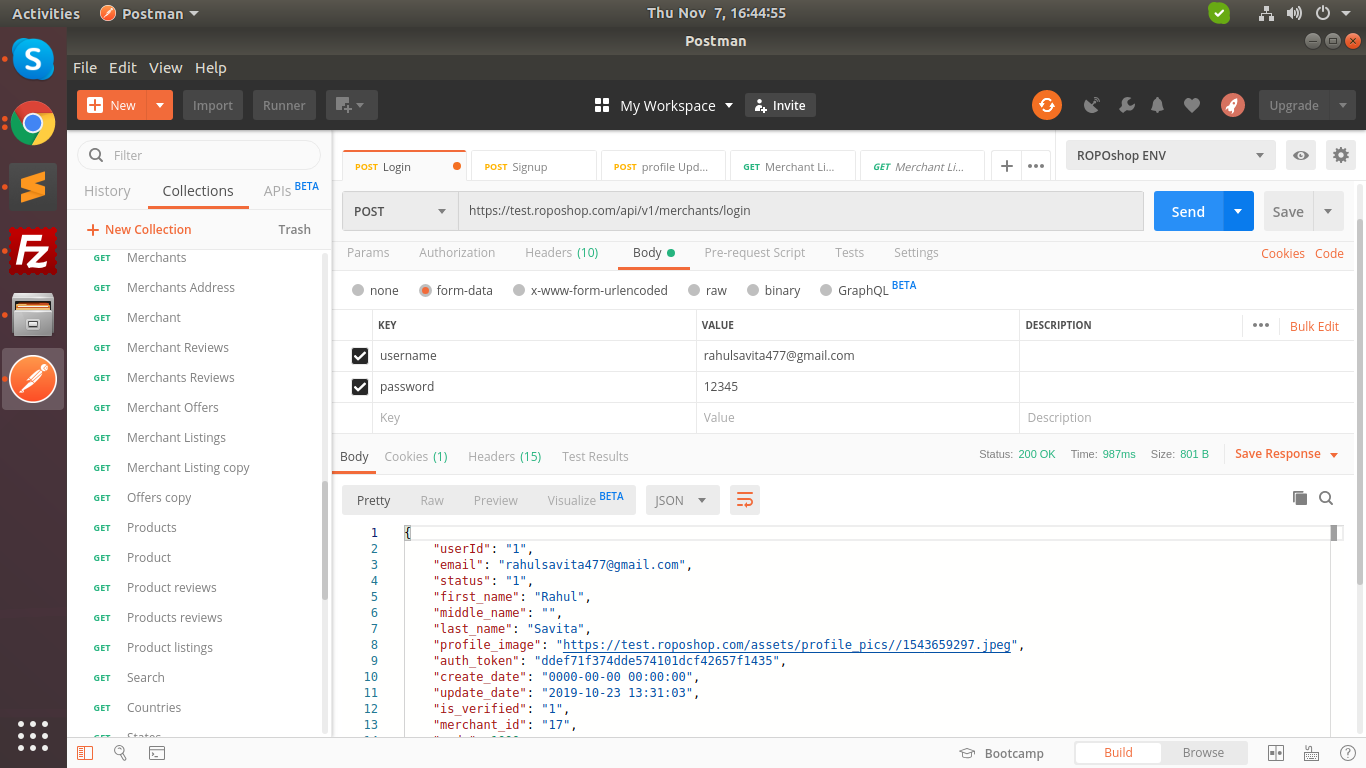 Activities Postman Thu Nov 7, 16:44:55
Postman
File Edit View Help
New Import Runner My Workspace Invite Upgrade
Filter
History Collections APIs BETA
New Collection Trash
GET Merchants
GET Merchants Address
GET Merchant
GET Merchant Reviews
GET Merchants Reviews
GET Merchant Offers
GET Merchant Listings
GET Merchant Listing copy
GET Offers copy
GET Products
GET Product
GET Product reviews
GET Products reviews
GET Product listings
GET Search
GET Countries
GET States
POST Login POST Signup POST profile Upd... GET Merchant Li... GET Merchant Li... ROPOshop ENV
POST https://test.roposhop.com/api/v1/merchants/login Send Save
Params Authorization Headers (10) Body Pre-request Script Tests Settings Cookies Code
none form-data x-www-form-urlencoded raw binary GraphQL BETA
KEY VALUE DESCRIPTION Bulk Edit
username rahulsavita477@gmail.com
password 12345
Key Value Description
Body Cookies (1) Headers (15) Test Results Status: 200 OK Time: 987ms Size: 801 B Save Response
Pretty Raw Preview Visualize BETA JSON
1 {
2 "userId": "1",
3 "email": "rahulsavita477@gmail.com",
4 "status": "1",
5 "first_name": "Rahul",
6 "middle_name": "",
7 "last_name": "Savita",
8 "profile_image": "https://test.roposhop.com/assets/profile_pics//1543659297.jpeg",
9 "auth_token": "ddef71f374dde574101dcf42657f1435",
10 "create_date": "0000-00-00 00:00:00",
11 "update_date": "2019-10-23 13:31:03",
12 "is_verified": "1",
13 "merchant_id": "17",
Bootcamp Build Browse